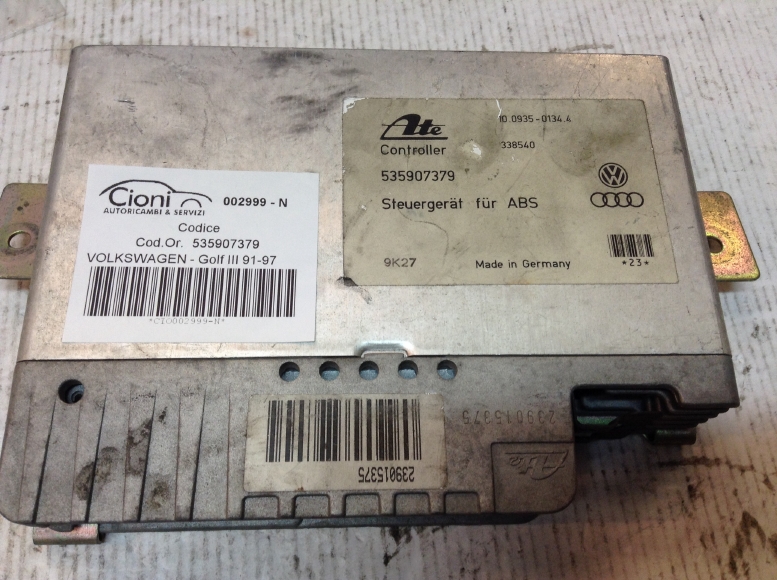 Ate
10.0935-0134.4
Controller
338540
535907379
Steuergerät für ABS
9K27
Made in Germany
*23*
Cioni
AUTORICAMBI & SERVIZI
002999 - N
Codice
Cod.Or. 535907379
VOLKSWAGEN - Golf III 91-97
*CIO002999-N*
239015375
239015375
Ate